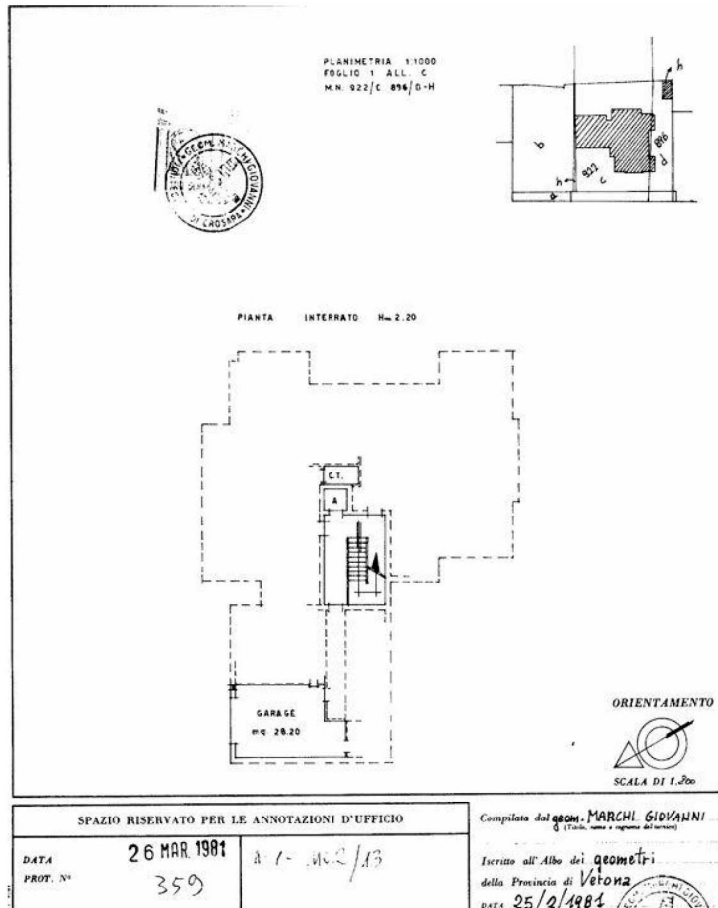 PLANIMETRIA 1:1000
FOGLIO 1 ALL. C
M.N. 922/C 896/D-H
h
b
896
d
h
922
c
a
GEOM. MARCHI GIOVANNI
PIANTA INTERRATO H= 2.20
C.T.
A
GARAGE
mq 28.20
ORIENTAMENTO
SCALA DI 1:200
SPAZIO RISERVATO PER LE ANNOTAZIONI D'UFFICIO
DATA 26 MAR. 1981
PROT. N° 359
Compilata dal geom. MARCHI GIOVANNI
(Titolo, nome e cognome del tecnico)
Iscritto all'Albo dei geometri
della Provincia di Verona
DATA 25/2/1981